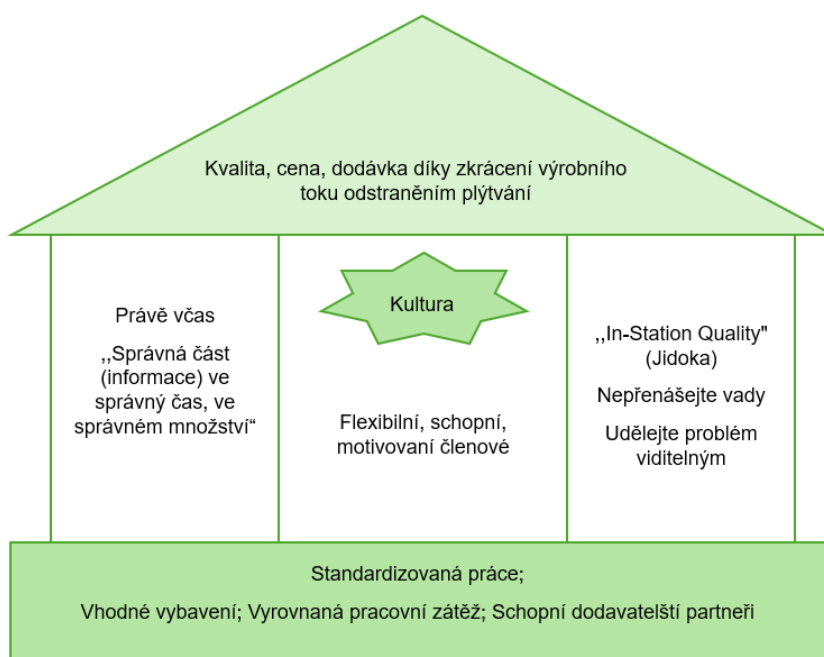 Kvalita, cena, dodávka díky zkrácení výrobního
toku odstraněním plýtvání
Právě včas
,,Správná část
(informace) ve
správný čas, ve
správném množství“
Kultura
Flexibilní, schopní,
motivovaní členové
,,In-Station Quality"
(Jidoka)
Nepřenášejte vady
Udělejte problém
viditelným
Standardizovaná práce;
Vhodné vybavení; Vyrovnaná pracovní zátěž; Schopní dodavatelští partneři